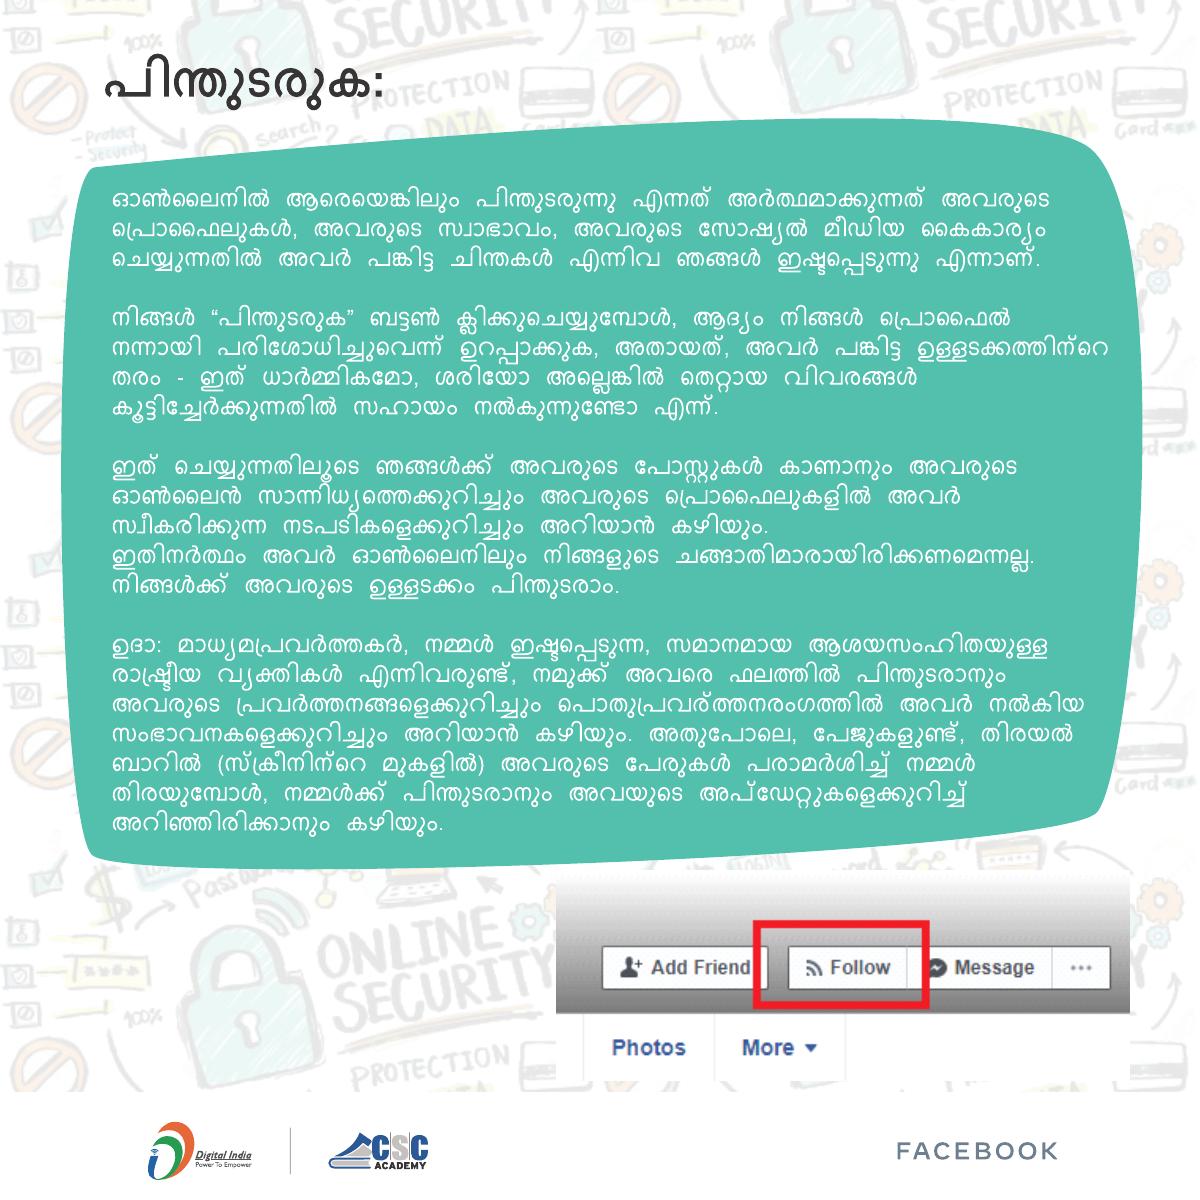 പിന്തുടരുക:
ഓൺലൈനിൽ ആരെയെങ്കിലും പിന്തുടരുന്നു എന്നത് അർത്ഥമാക്കുന്നത് അവരുടെ
പ്രൊഫൈലുകൾ, അവരുടെ സ്വാഭാവം, അവരുടെ സോഷ്യൽ മീഡിയ കൈകാര്യം
ചെയ്യുന്നതിൽ അവർ പങ്കിട്ട ചിന്തകൾ എന്നിവ ഞങ്ങൾ ഇഷ്ടപ്പെടുന്നു എന്നാണ്.
നിങ്ങൾ “പിന്തുടരുക” ബട്ടൺ ക്ലിക്കുചെയ്യുമ്പോൾ, ആദ്യം നിങ്ങൾ പ്രൊഫൈൽ
നന്നായി പരിശോധിച്ചുവെന്ന് ഉറപ്പാക്കുക, അതായത്, അവർ പങ്കിട്ട ഉള്ളടക്കത്തിന്റെ
തരം - ഇത് ധാർമ്മികമോ, ശരിയോ അല്ലെങ്കിൽ തെറ്റായ വിവരങ്ങൾ
കൂട്ടിച്ചേർക്കുന്നതിൽ സഹായം നൽകുന്നുണ്ടോ എന്ന്.
ഇത് ചെയ്യുന്നതിലൂടെ ഞങ്ങൾക്ക് അവരുടെ പോസ്റ്റുകൾ കാണാനും അവരുടെ
ഓൺലൈൻ സാന്നിധ്യത്തെക്കുറിച്ചും അവരുടെ പ്രൊഫൈലുകളിൽ അവർ
സ്വീകരിക്കുന്ന നടപടികളെക്കുറിച്ചും അറിയാൻ കഴിയും.
ഇതിനർത്ഥം അവർ ഓൺലൈനിലും നിങ്ങളുടെ ചങ്ങാതിമാരായിരിക്കണമെന്നല്ല.
നിങ്ങൾക്ക് അവരുടെ ഉള്ളടക്കം പിന്തുടരാം.
ഉദാ: മാധ്യമപ്രവർത്തകർ, നമ്മൾ ഇഷ്ടപ്പെടുന്ന, സമാനമായ ആശയസംഹിതയുള്ള
രാഷ്ട്രീയ വ്യക്തികൾ എന്നിവരുണ്ട്, നമുക്ക് അവരെ ഫലത്തിൽ പിന്തുടരാനും
അവരുടെ പ്രവർത്തനങ്ങളെക്കുറിച്ചും പൊതുപ്രവര്ത്തനരംഗത്തിൽ അവർ നൽകിയ
സംഭാവനകളെക്കുറിച്ചും അറിയാൻ കഴിയും. അതുപോലെ, പേജുകളുണ്ട്, തിരയൽ
ബാറിൽ (സ്ക്രീനിന്റെ മുകളിൽ) അവരുടെ പേരുകൾ പരാമർശിച്ച് നമ്മൾ
തിരയുമ്പോൾ, നമ്മൾക്ക് പിന്തുടരാനും അവയുടെ അപ്ഡേറ്റുകളെക്കുറിച്ച്
അറിഞ്ഞിരിക്കാനും കഴിയും.
ONLINE
SECURITY
PROTECTION
Add Friend Follow Message ...
Photos More
Digital India
Power To Empower
CSC
ACADEMY
FACEBOOK